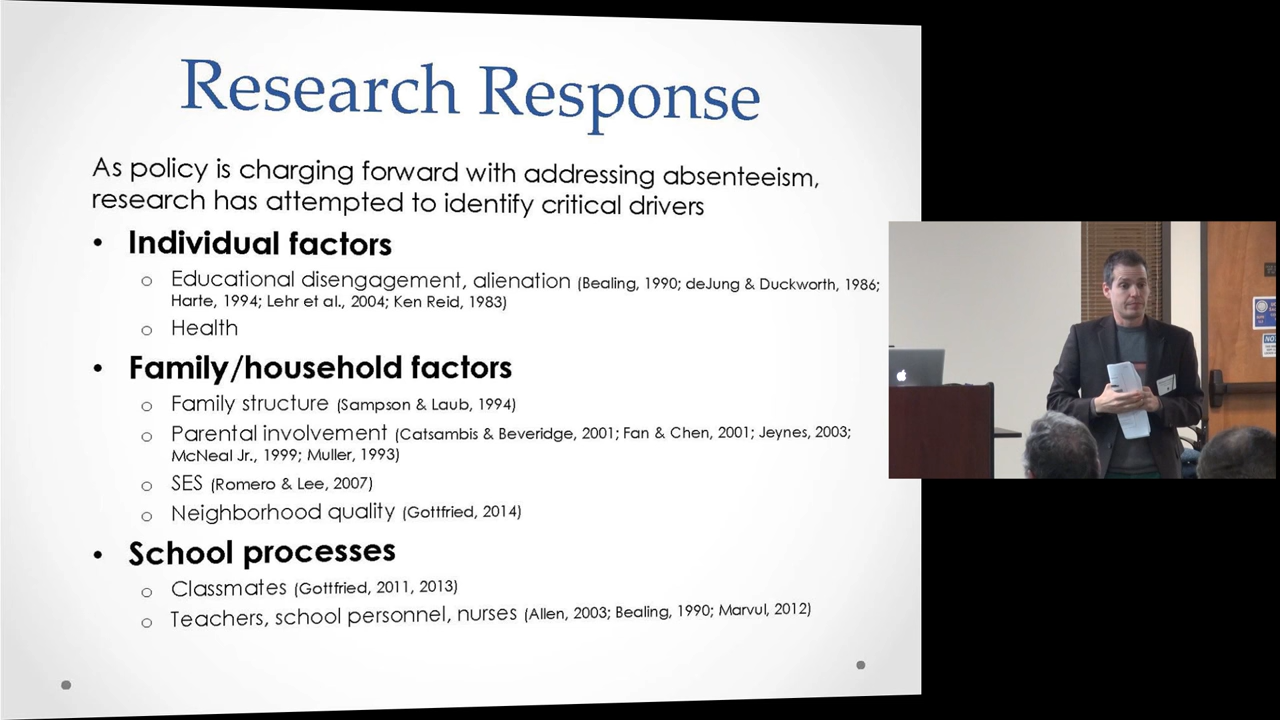 Research Response
As policy is charging forward with addressing absenteeism,
research has attempted to identify critical drivers
• Individual factors
o Educational disengagement, alienation (Bealing, 1990; deJung & Duckworth, 1986;
Harte, 1994; Lehr et al., 2004; Ken Reid, 1983)
o Health
• Family/household factors
o Family structure (Sampson & Laub, 1994)
o Parental involvement (Catsambis & Beveridge, 2001; Fan & Chen, 2001; Jeynes, 2003;
McNeal Jr., 1999; Muller, 1993)
o SES (Romero & Lee, 2007)
o Neighborhood quality (Gottfried, 2014)
• School processes
o Classmates (Gottfried, 2011, 2013)
o Teachers, school personnel, nurses (Allen, 2003; Bealing, 1990; Marvul, 2012)